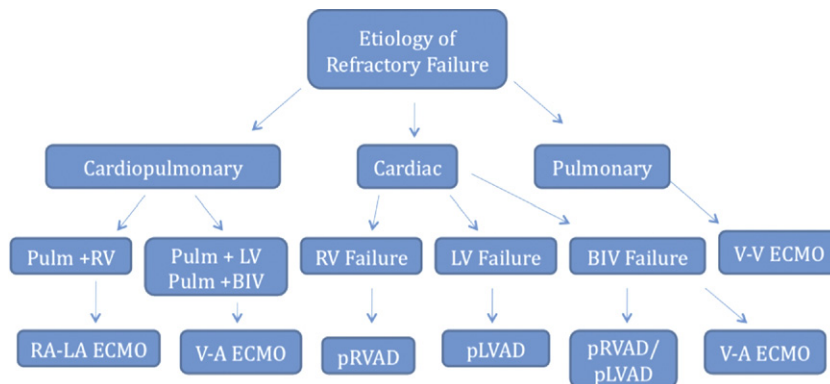 Etiology of
Refractory Failure
Cardiopulmonary
Cardiac
Pulmonary
Pulm +RV
Pulm + LV
Pulm +BIV
RV Failure
LV Failure
BIV Failure
V-V ECMO
RA-LA ECMO
V-A ECMO
pRVAD
pLVAD
pRVAD/
pLVAD
V-A ECMO